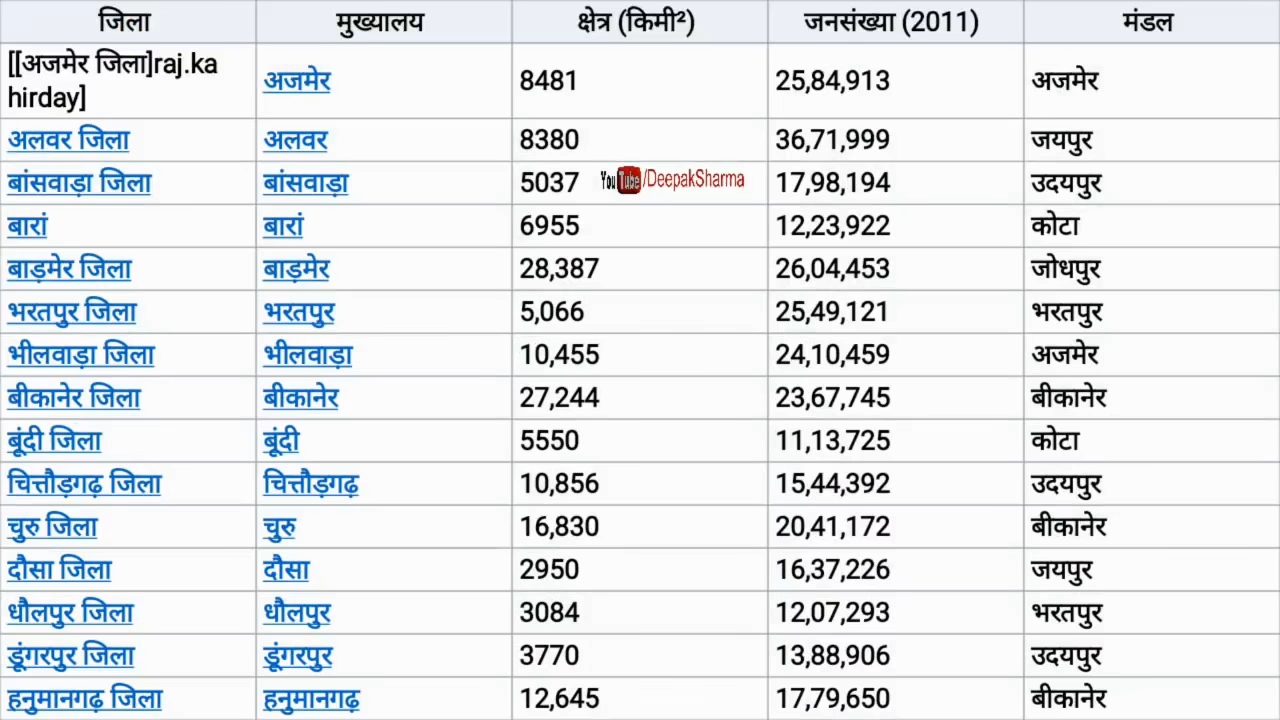 जिला मुख्यालय क्षेत्र (किमी²) जनसंख्या (2011) मंडल
[[अजमेर जिला]raj.ka
hirday] अजमेर 8481 25,84,913 अजमेर
अलवर जिला अलवर 8380 36,71,999 जयपुर
बांसवाड़ा जिला बांसवाड़ा 5037 YouTube/DeepakSharma 17,98,194 उदयपुर
बारां बारां 6955 12,23,922 कोटा
बाड़मेर जिला बाड़मेर 28,387 26,04,453 जोधपुर
भरतपुर जिला भरतपुर 5,066 25,49,121 भरतपुर
भीलवाड़ा जिला भीलवाड़ा 10,455 24,10,459 अजमेर
बीकानेर जिला बीकानेर 27,244 23,67,745 बीकानेर
बूंदी जिला बूंदी 5550 11,13,725 कोटा
चित्तौड़गढ़ जिला चित्तौड़गढ़ 10,856 15,44,392 उदयपुर
चुरु जिला चुरु 16,830 20,41,172 बीकानेर
दौसा जिला दौसा 2950 16,37,226 जयपुर
धौलपुर जिला धौलपुर 3084 12,07,293 भरतपुर
डूंगरपुर जिला डूंगरपुर 3770 13,88,906 उदयपुर
हनुमानगढ़ जिला हनुमानगढ़ 12,645 17,79,650 बीकानेर